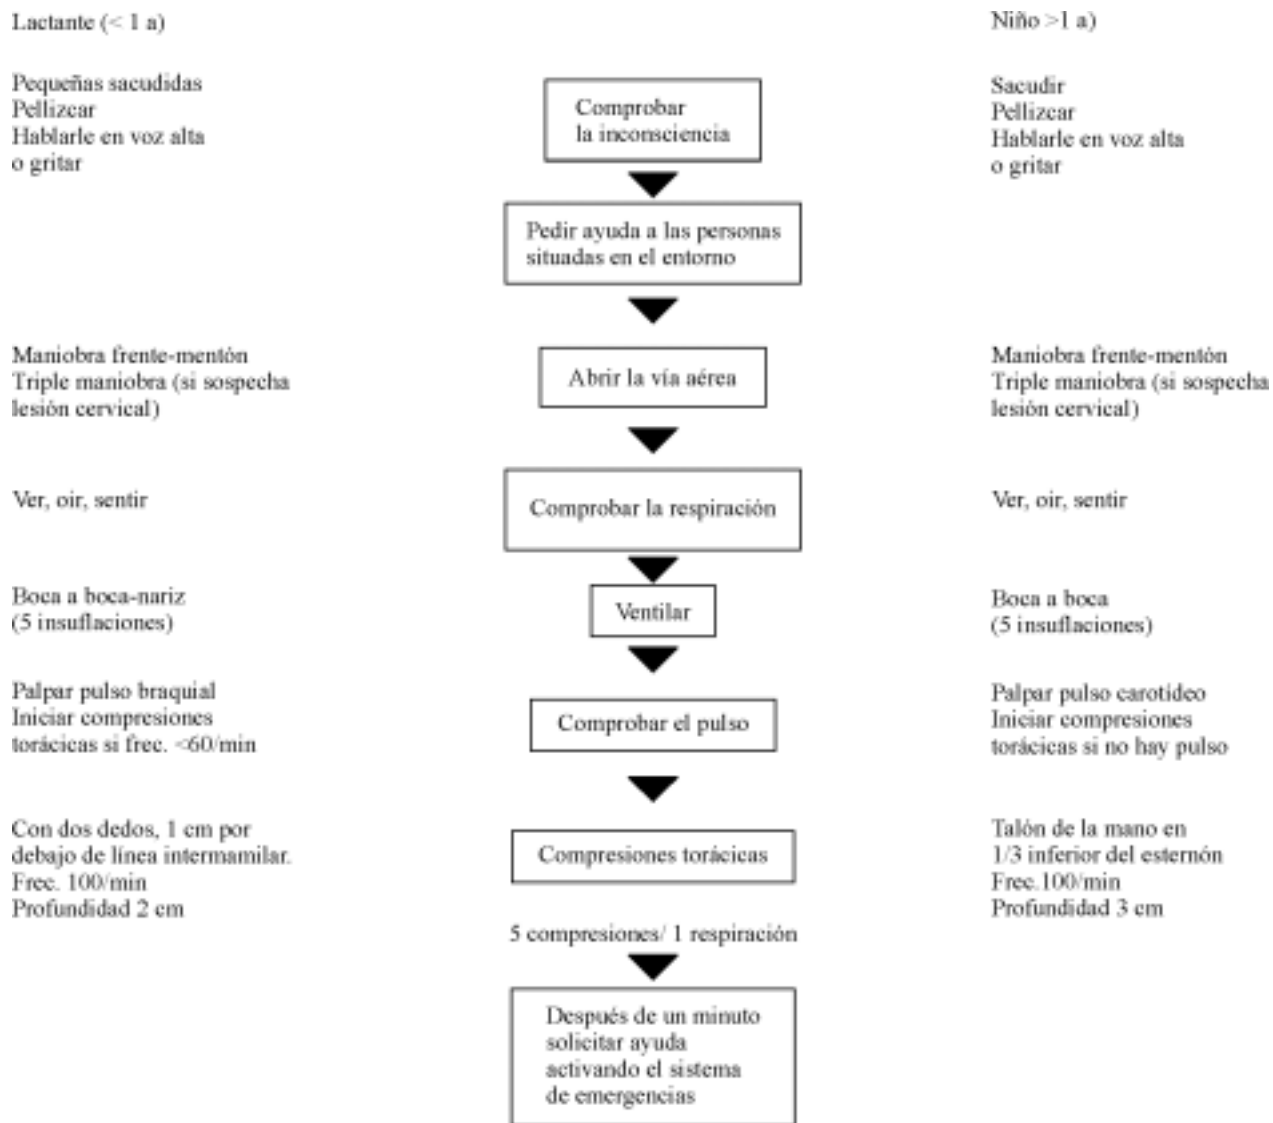 Lactante (< 1 a)
Niño >1 a)
Pequeñas sacudidas
Pellizcar
Hablarle en voz alta
o gritar
Comprobar
la inconsciencia
Sacudir
Pellizcar
Hablarle en voz alta
o gritar
Pedir ayuda a las personas
situadas en el entorno
Maniobra frente-mentón
Triple maniobra (si sospecha
lesión cervical)
Abrir la vía aérea
Maniobra frente-mentón
Triple maniobra (si sospecha
lesión cervical)
Ver, oir, sentir
Comprobar la respiración
Ver, oir, sentir
Boca a boca-nariz
(5 insuflaciones)
Ventilar
Boca a boca
(5 insuflaciones)
Palpar pulso braquial
Iniciar compresiones
torácicas si frec. <60/min
Comprobar el pulso
Palpar pulso carotídeo
Iniciar compresiones
torácicas si no hay pulso
Con dos dedos, 1 cm por
debajo de línea intermamilar.
Frec. 100/min
Profundidad 2 cm
Compresiones torácicas
Talón de la mano en
1/3 inferior del esternón
Frec.100/min
Profundidad 3 cm
5 compresiones/ 1 respiración
Después de un minuto
solicitar ayuda
activando el sistema
de emergencias